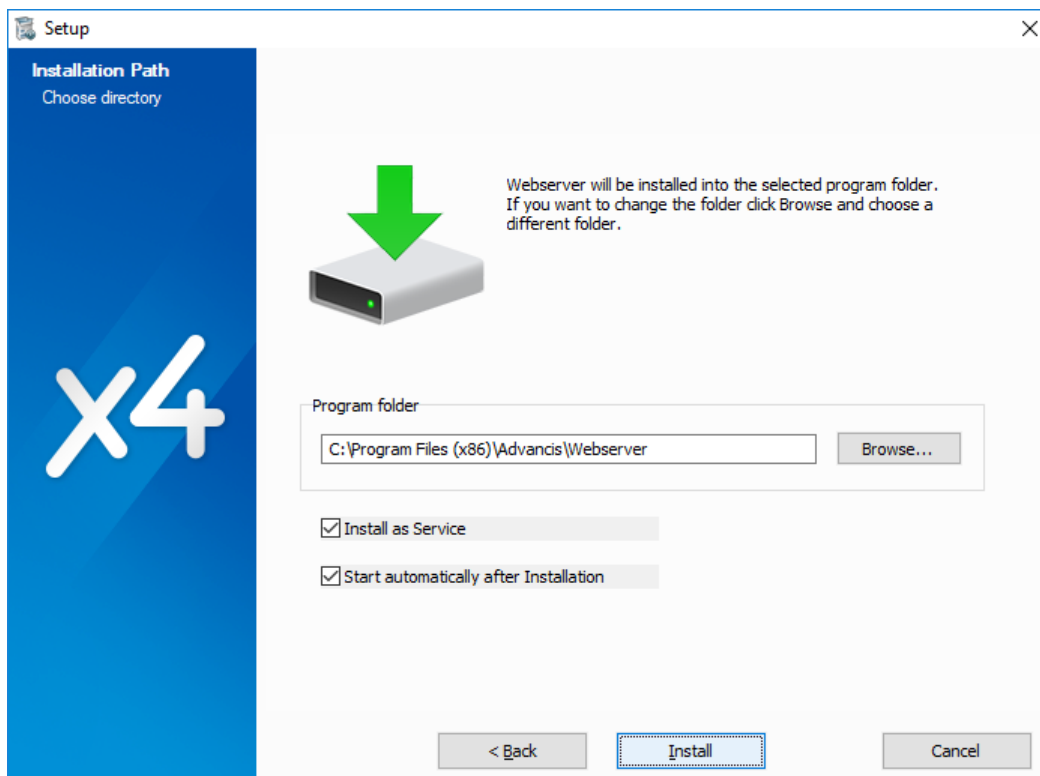 Setup
Installation Path
Choose directory
Webserver will be installed into the selected program folder.
If you want to change the folder click Browse and choose a
different folder.
x4
Program folder
C:\Program Files (x86)\Advancis\Webserver
Browse...
Install as Service
Start automatically after Installation
< Back
Install
Cancel